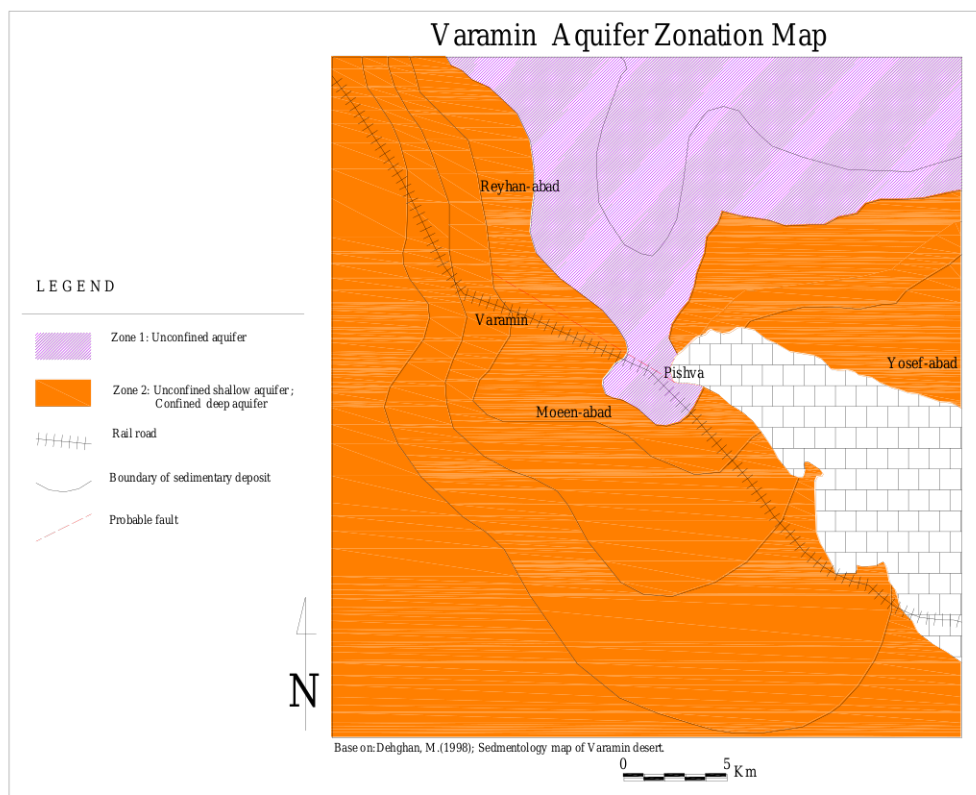 Varamin Aquifer Zonation Map
Reyhan-abad
LEGEND
Varamin
Zone 1: Unconfined aquifer
Yosef-abad
Pishva
Zone 2: Unconfined shallow aquifer;
Confined deep aquifer
Moeen-abad
Rail road
Boundary of sedimentary deposit
Probable fault
N
Base on: Dehghan, M.(1998); Sedmentology map of Varamin desert.
0 5 Km